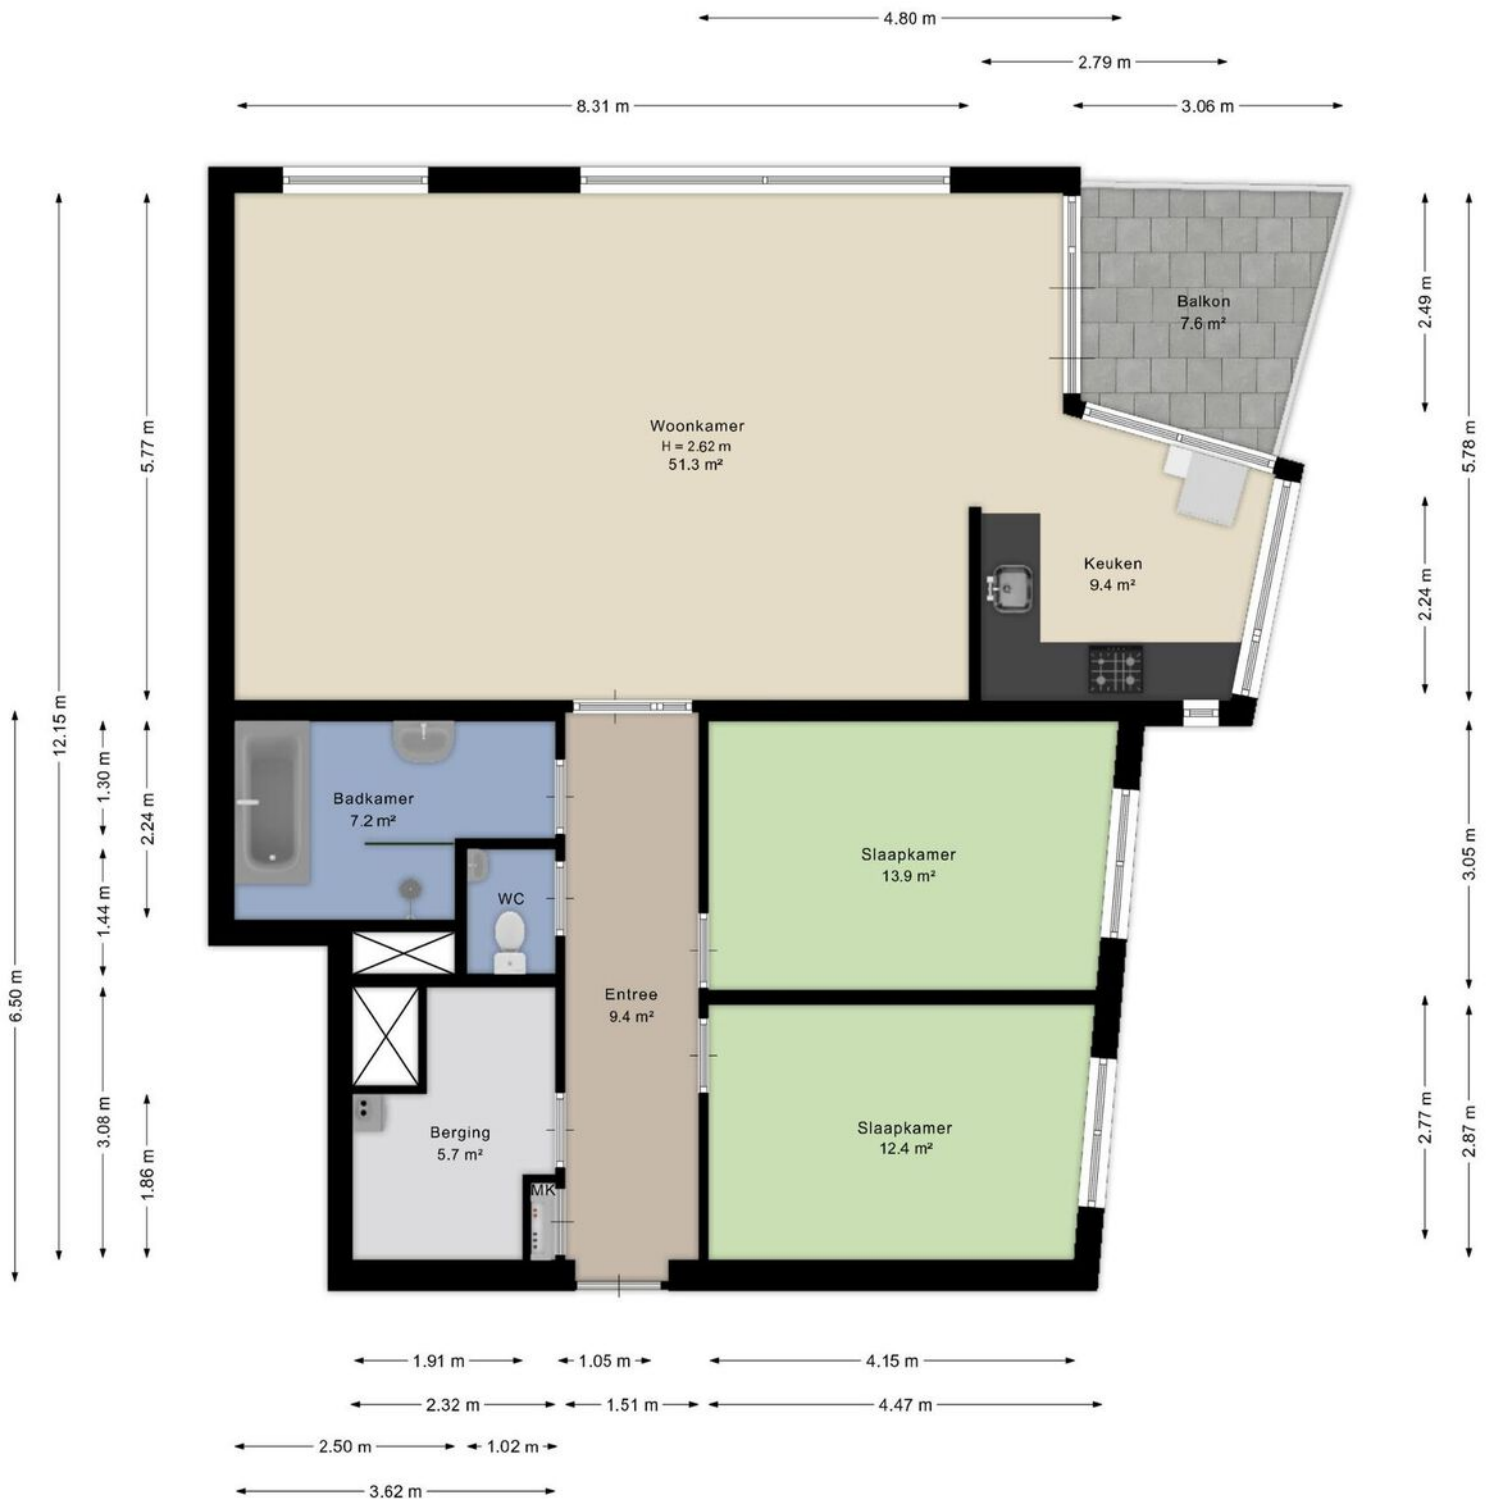 4.80 m
2.79 m
8.31 m
3.06 m
Balkon
7.6 m²
2.49 m
Woonkamer
H = 2.62 m
51.3 m²
5.77 m
5.78 m
Keuken
9.4 m²
2.24 m
12.15 m
1.30 m
2.24 m
Badkamer
7.2 m²
Slaapkamer
13.9 m²
3.05 m
1.44 m
WC
6.50 m
Entree
9.4 m²
3.08 m
1.86 m
Berging
5.7 m²
MK
Slaapkamer
12.4 m²
2.77 m
2.87 m
1.91 m
1.05 m
4.15 m
2.32 m
1.51 m
4.47 m
2.50 m
1.02 m
3.62 m